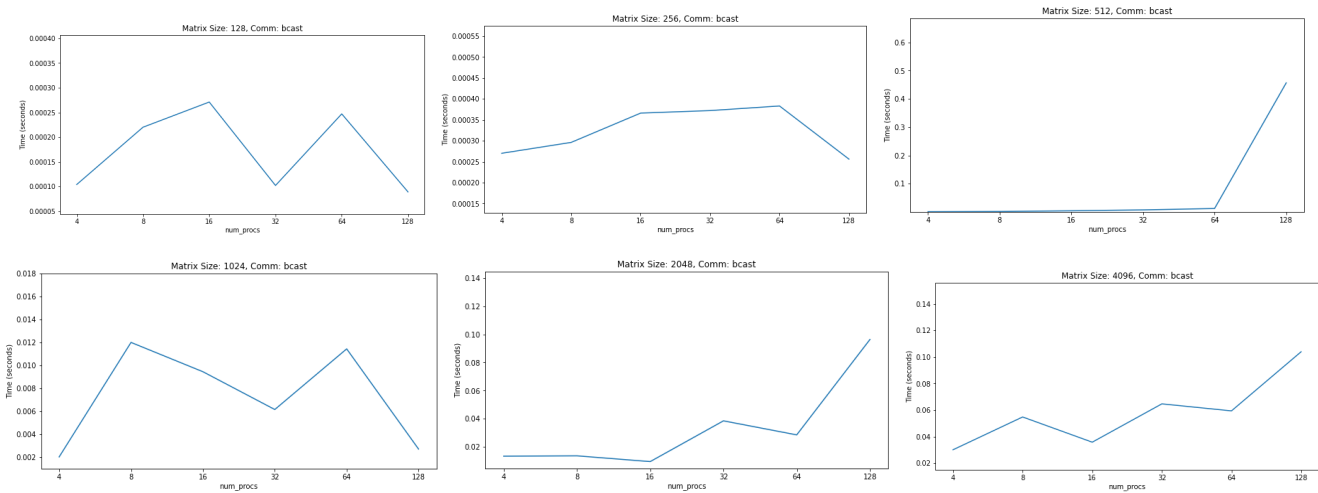 Matrix Size: 128, Comm: bcast
0.00040
0.00035
0.00030
0.00025
0.00020
0.00015
0.00010
0.00005
Time (seconds)
4 8 16 32 64 128
num_procs
Matrix Size: 256, Comm: bcast
0.00055
0.00050
0.00045
0.00040
0.00035
0.00030
0.00025
0.00020
0.00015
Time (seconds)
4 8 16 32 64 128
num_procs
Matrix Size: 512, Comm: bcast
0.6
0.5
0.4
0.3
0.2
0.1
Time (seconds)
4 8 16 32 64 128
num_procs
Matrix Size: 1024, Comm: bcast
0.018
0.016
0.014
0.012
0.010
0.008
0.006
0.004
0.002
Time (seconds)
4 8 16 32 64 128
num_procs
Matrix Size: 2048, Comm: bcast
0.14
0.12
0.10
0.08
0.06
0.04
0.02
Time (seconds)
4 8 16 32 64 128
num_procs
Matrix Size: 4096, Comm: bcast
0.14
0.12
0.10
0.08
0.06
0.04
0.02
Time (seconds)
4 8 16 32 64 128
num_procs